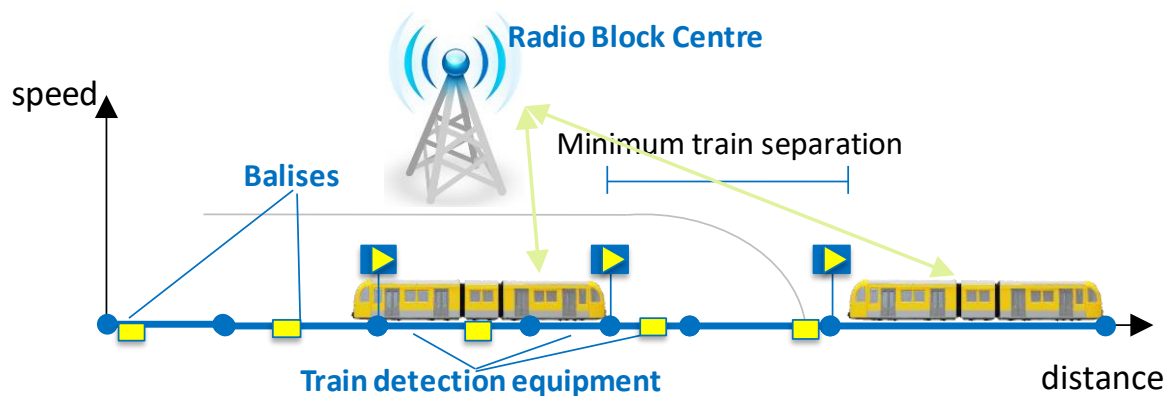 Radio Block Centre
speed
Minimum train separation
Balises
Train detection equipment
distance